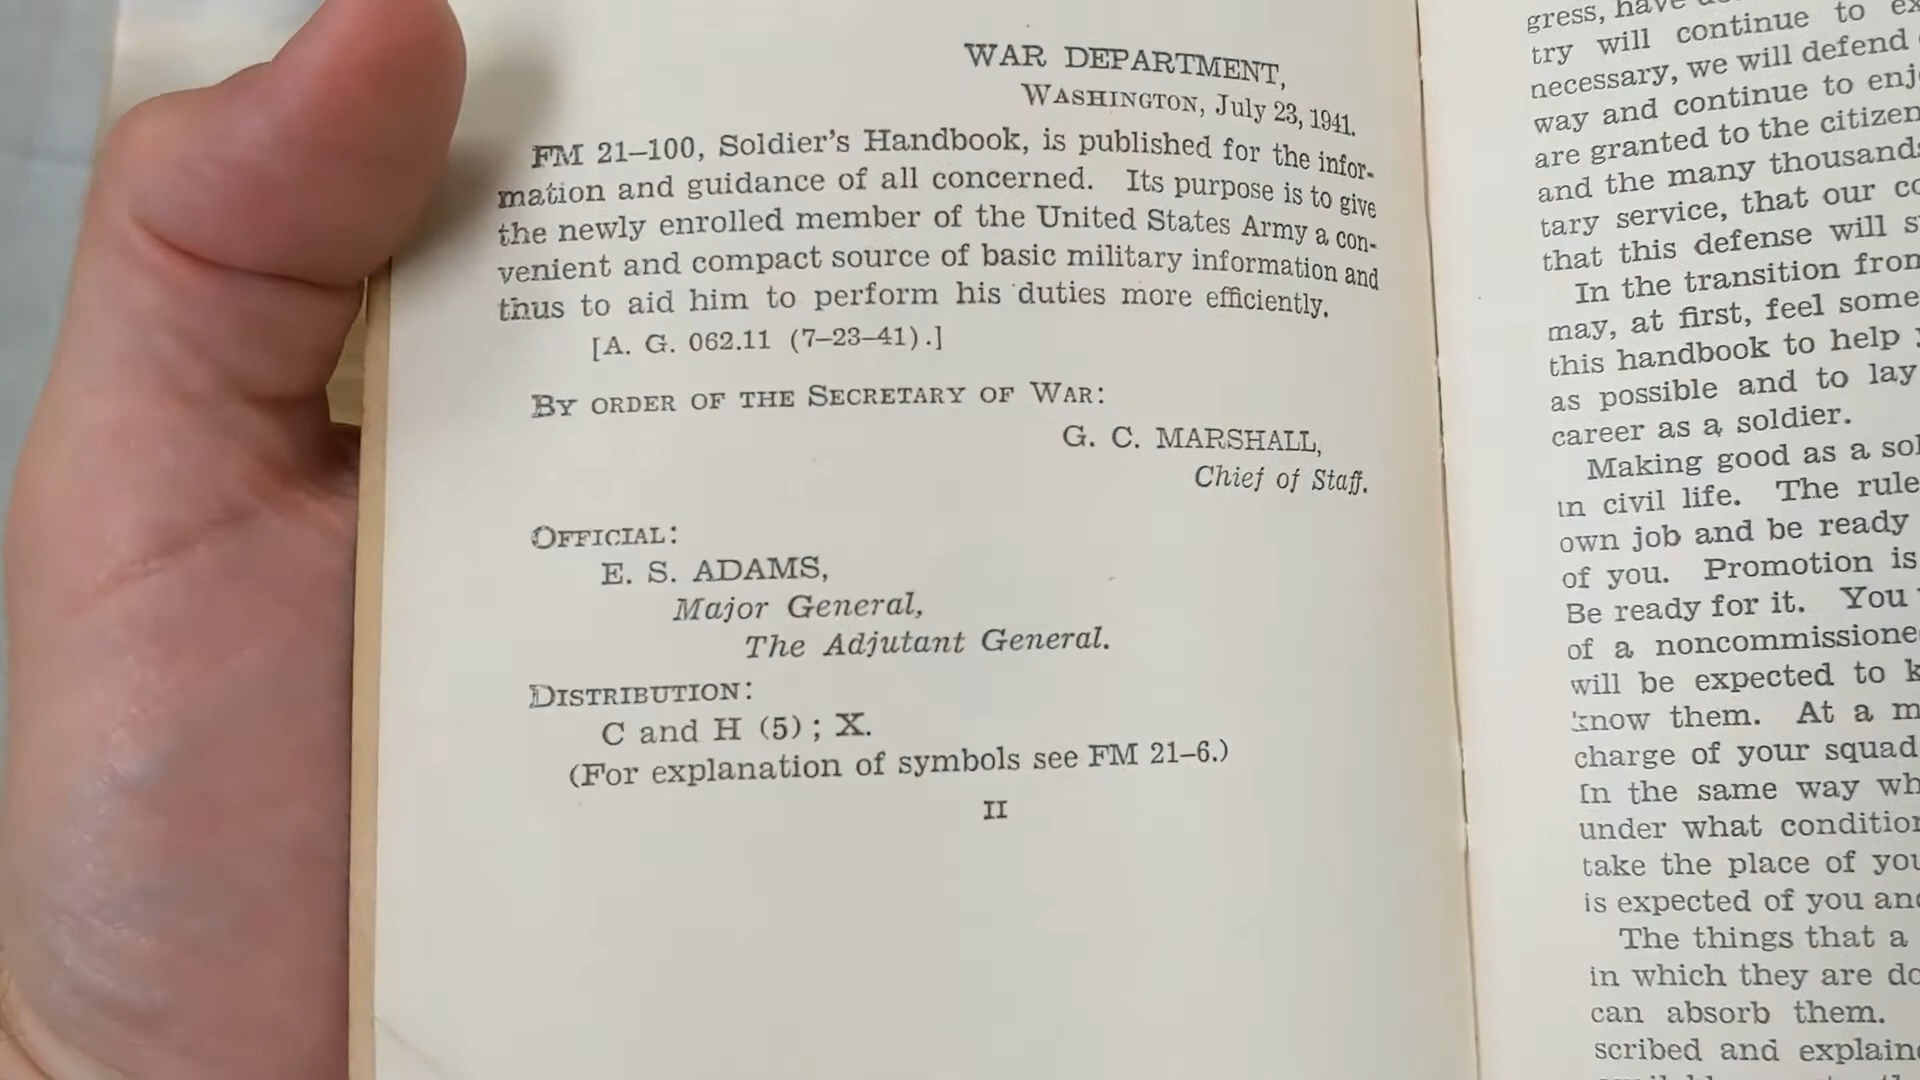 WAR DEPARTMENT,
WASHINGTON, July 23, 1941.
FM 21–100, Soldier's Handbook, is published for the infor-
mation and guidance of all concerned. Its purpose is to give
the newly enrolled member of the United States Army a con-
venient and compact source of basic military information and
thus to aid him to perform his duties more efficiently.
[A. G. 062.11 (7–23–41).]
BY ORDER OF THE SECRETARY OF WAR:
G. C. MARSHALL,
Chief of Staff.
OFFICIAL:
E. S. ADAMS,
Major General,
The Adjutant General.
DISTRIBUTION:
C and H (5); X.
(For explanation of symbols see FM 21–6.)
II
gress, have
try will continue to
necessary, we will defend
way and continue to
are granted to the citizen
and the many thousands
tary service, that our
that this defense will
In the transition from
may, at first, feel some
this handbook to help
as possible and to lay
career as a soldier.
Making good as a
in civil life. The rule
own job and be ready
of you. Promotion is
Be ready for it. You
of a noncommissione
will be expected to
know them. At a
charge of your squad
In the same way
under what condition
take the place of
is expected of you
The things that a
in which they are
can absorb them.
scribed and